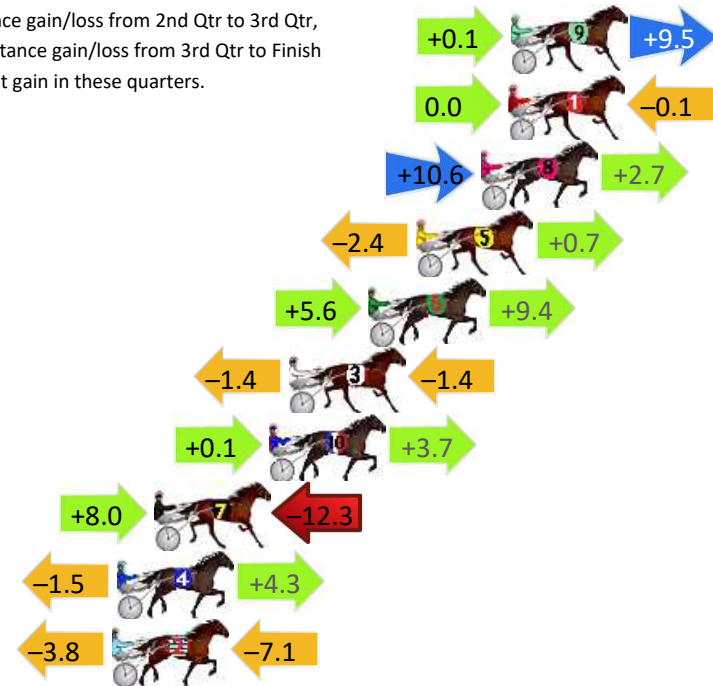 nce gain/loss from 2nd Qtr to 3rd Qtr,
tance gain/loss from 3rd Qtr to Finish
t gain in these quarters.
+0.1 9 +9.5
0.0 1 –0.1
+10.6 8 +2.7
–2.4 5 +0.7
+5.6 6 +9.4
–1.4 3 –1.4
+0.1 10 +3.7
+8.0 7 –12.3
–1.5 4 +4.3
–3.8 2 –7.1